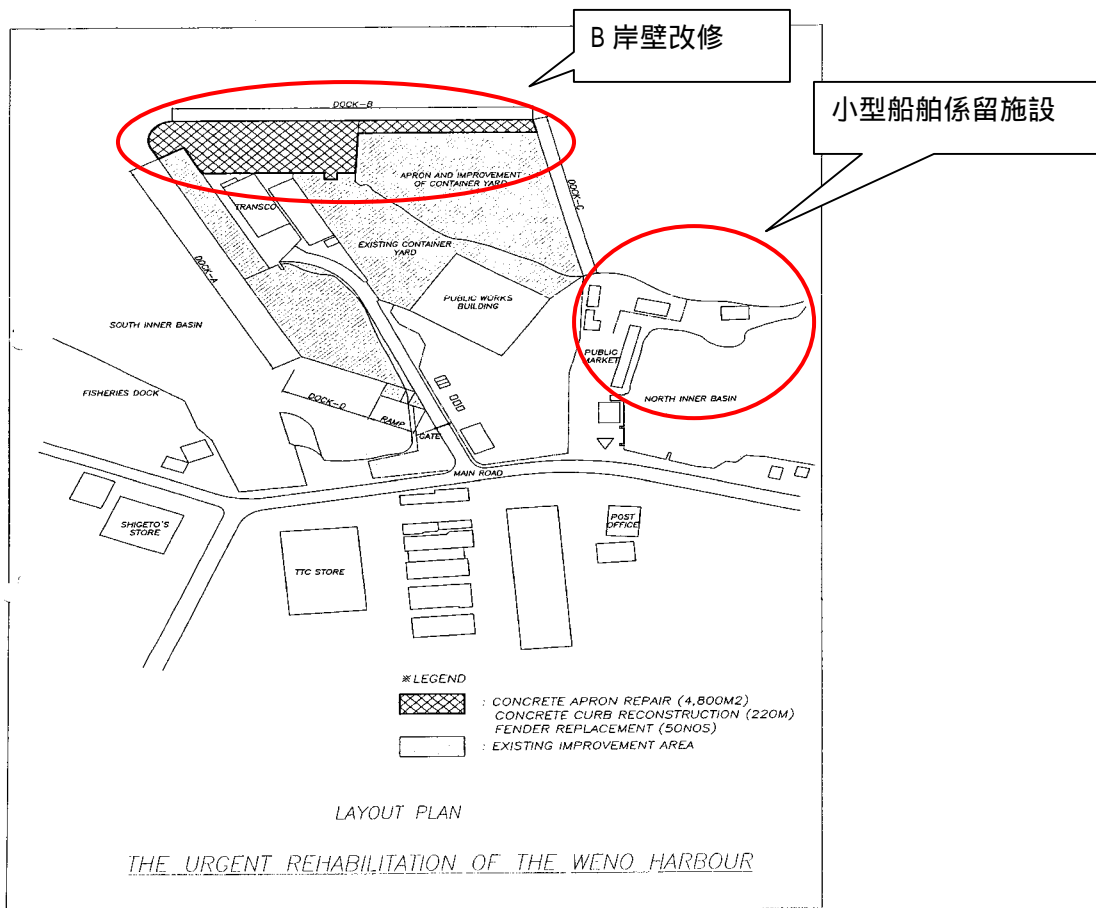 B 岸壁改修
小型船舶係留施設
DOCK-B
APRON AND IMPROVEMENT
OF CONTAINER YARD
DOCK-C
TRANSCO
EXISTING CONTAINER
YARD
DOCK-A
PUBLIC WORKS
BUILDING
SOUTH INNER BASIN
PUBLIC
MARKET
FISHERIES DOCK
DOCK-D
RAMP
NORTH INNER BASIN
GATE
MAIN ROAD
SHIGETO'S
STORE
POST
OFFICE
TTC STORE
※LEGEND
: CONCRETE APRON REPAIR (4,800M2)
CONCRETE CURB RECONSTRUCTION (220M)
FENDER REPLACEMENT (50NOS)
: EXISTING IMPROVEMENT AREA
LAYOUT PLAN
THE URGENT REHABILITATION OF THE WENO HARBOUR